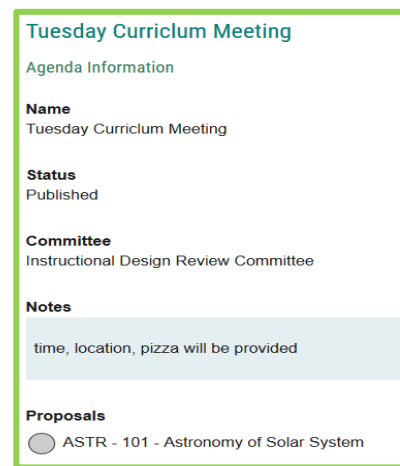 Tuesday Curriclum Meeting
Agenda Information
Name
Tuesday Curriclum Meeting
Status
Published
Committee
Instructional Design Review Committee
Notes
time, location, pizza will be provided
Proposals
ASTR - 101 - Astronomy of Solar System